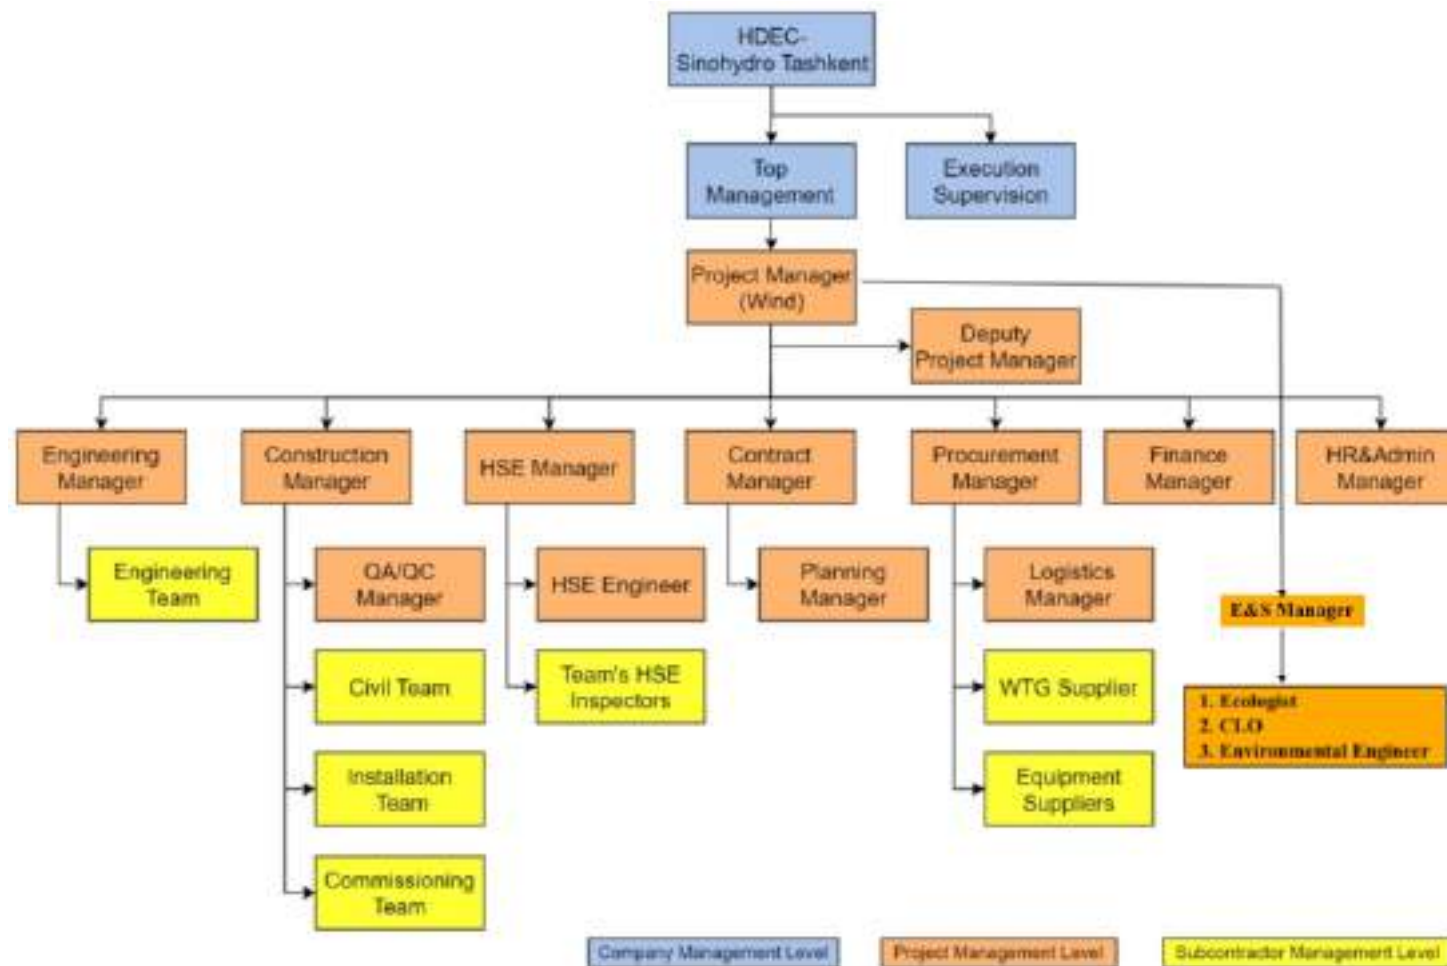 HDEC-
Sinohydro Tashkent
Top
Management
Execution
Supervision
Project Manager
(Wind)
Deputy
Project Manager
Engineering
Manager
Construction
Manager
HSE Manager
Contract
Manager
Procurement
Manager
Finance
Manager
HR&Admin
Manager
Engineering
Team
QA/QC
Manager
HSE Engineer
Planning
Manager
Logistics
Manager
E&S Manager
Civil Team
Team's HSE
Inspectors
WTG Supplier
1. Ecologist
2. CLO
3. Environmental Engineer
Installation
Team
Equipment
Suppliers
Commissioning
Team
Company Management Level
Project Management Level
Subcontractor Management Level